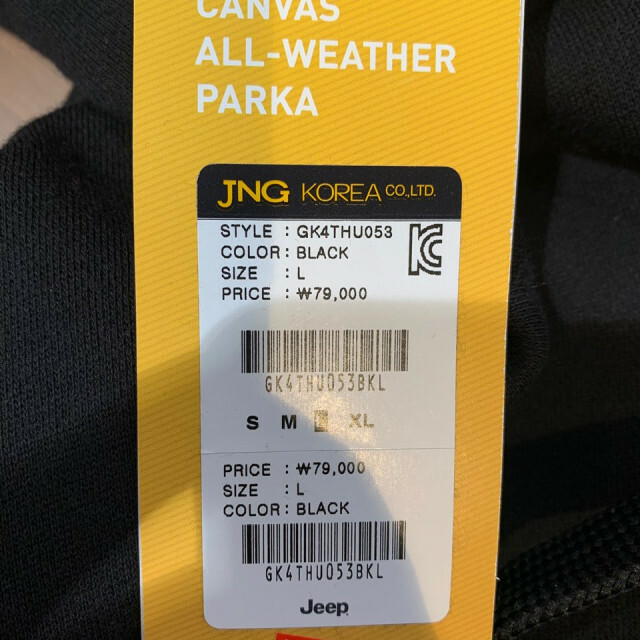 CANVAS
ALL-WEATHER
PARKA
JNG KOREA CO.,LTD.
STYLE : GK4THU053
COLOR : BLACK
SIZE : L
PRICE : ₩79,000
GK4THU053BKL
S M L XL
PRICE : ₩79,000
SIZE : L
COLOR : BLACK
GK4THU053BKL
Jeep